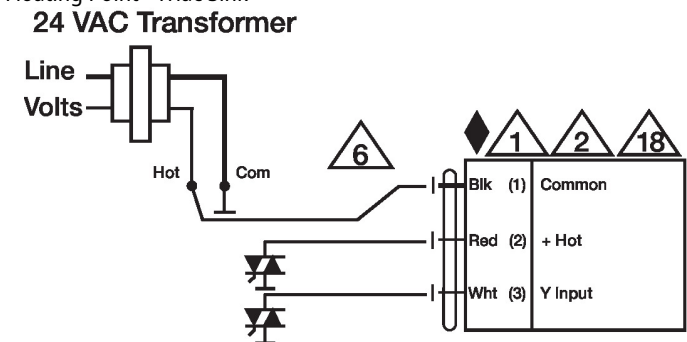 24 VAC Transformer
Line
Volts
Hot
Com
6
1
2
18
Blk (1) Common
Red (2) + Hot
Wht (3) Y Input